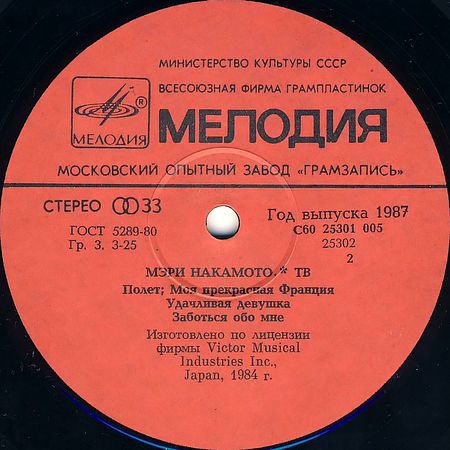 МИНИСТЕРСТВО КУЛЬТУРЫ СССР
ВСЕСОЮЗНАЯ ФИРМА ГРАМПЛАСТИНОК
® МЕЛОДИЯ
МЕЛОДИЯ
МОСКОВСКИЙ ОПЫТНЫЙ ЗАВОД «ГРАМЗАПИСЬ»
СТЕРЕО 33
Год выпуска 1987
ГОСТ 5289-80
С60 25301 005
Гр. 3. 3-25
25302
2
МЭРИ НАКАМОТО.* ТВ
Полет; Моя прекрасная Франция
Удачливая девушка
Заботься обо мне
Изготовлено по лицензии
фирмы Victor Musical
Industries Inc.,
Japan, 1984 г.